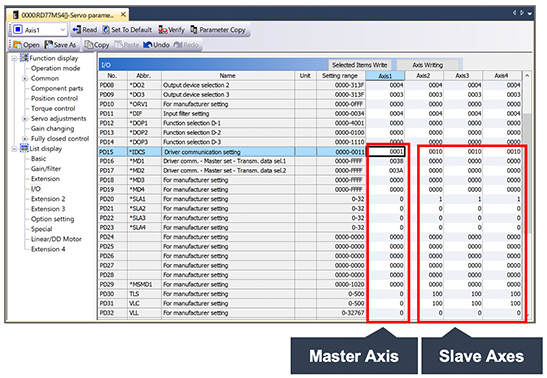 0000:RD77MS4[]-Servo parame...
Axis1 Read Set To Default Verify Parameter Copy
Open Save As Copy Paste Undo Redo
Function display
Operation mode
Common
Component parts
Position control
Torque control
Servo adjustments
Gain changing
Fully closed control
List display
Basic
Gain/filter
Extension
I/O
Extension 2
Extension 3
Option setting
Special
Linear/DD Motor
Extension 4
I/O Selected Items Write Axis Writing
No. Abbr. Name Unit Setting range Axis1 Axis2 Axis3 Axis4
PD08 *DO2 Output device selection 2 0000-313F 0004 0004 0004 0004
PD09 *DO3 Output device selection 3 0000-313F 0003 0003 0003 0003
PD10 *ORV1 For manufacturer setting 0000-0FFF 0000 0000 0000 0000
PD11 *DIF Input filter setting 0000-0034 0004 0004 0004 0004
PD12 *DOP1 Function selection D-1 0000-4001 0000 0000 0000 0000
PD13 *DOP2 Function selection D-2 0000-0100 0000 0000 0000 0000
PD14 *DOP3 Function selection D-3 0000-1110 0000 0000 0000 0000
PD15 *IDCS Driver communication setting 0000-0011 0001 0010 0010 0010
PD16 *MD1 Driver comm. - Master set - Transm. data sel.1 0000-FFFF 0038 0000 0000 0000
PD17 *MD2 Driver comm. - Master set - Transm. data sel.2 0000-FFFF 003A 0000 0000 0000
PD18 *MD3 For manufacturer setting 0000-FFFF 0000 0000 0000 0000
PD19 *MD4 For manufacturer setting 0000-FFFF 0000 0000 0000 0000
PD20 *SLA1 For manufacturer setting 0-32 0 1 1 1
PD21 *SLA2 For manufacturer setting 0-32 0 0 0 0
PD22 *SLA3 For manufacturer setting 0-32 0 0 0 0
PD23 *SLA4 For manufacturer setting 0-32 0 0 0 0
PD24 For manufacturer setting 0000-0000 0000 0000 0000 0000
PD25 For manufacturer setting 0000-0000 0000 0000 0000 0000
PD26 For manufacturer setting 0000-0000 0000 0000 0000 0000
PD27 For manufacturer setting 0000-0000 0000 0000 0000 0000
PD28 For manufacturer setting 0000-0000 0000 0000 0000 0000
PD29 *MSMD1 For manufacturer setting 0000-1020 0000 0000 0000 0000
PD30 TLS For manufacturer setting 0-500 0 100 100 100
PD31 VLC For manufacturer setting 0-500 0 100 100 100
PD32 VLL For manufacturer setting 0-32767 0 0 0 0
Master Axis Slave Axes